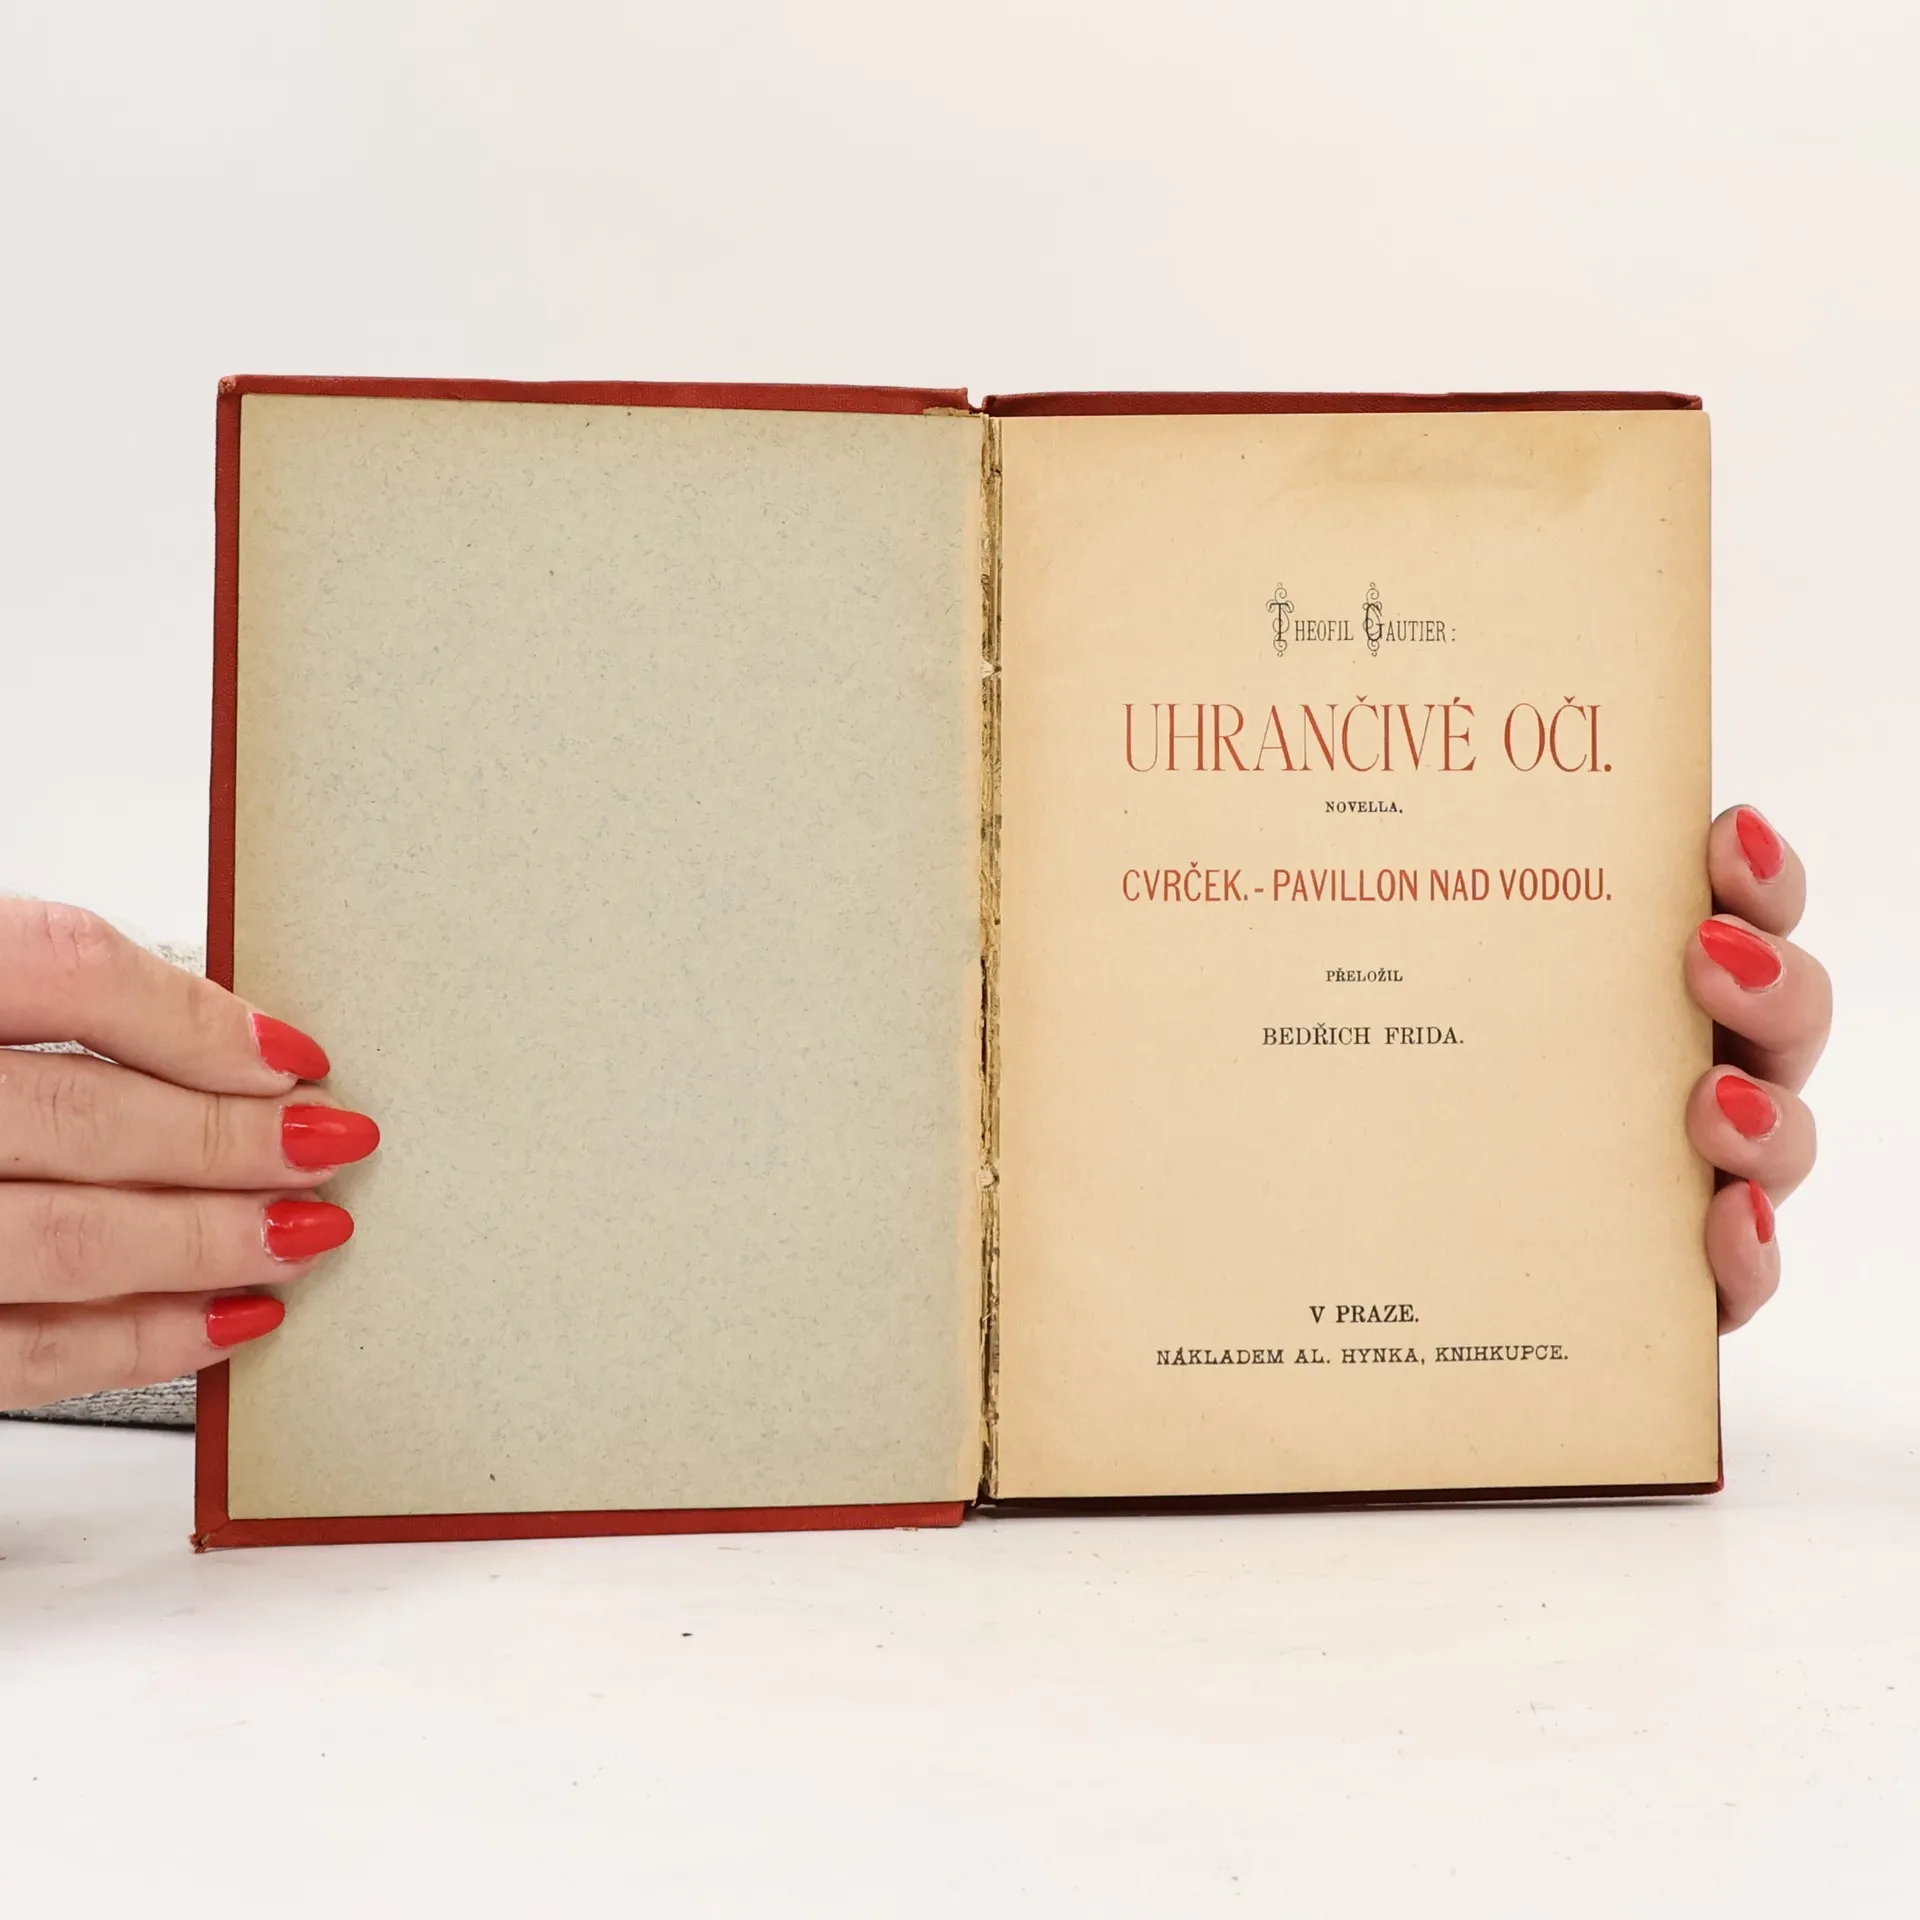 THEOFIL GAUTIER:
UHRANČIVÉ OČI.
NOVELLA.
CVRČEK.-PAVILLON NAD VODOU.
PŘELOŽIL
BEDŘICH FRIDA.
V PRAZE.
NÁKLADEM AL. HYNKA, KNIHKUPCE.